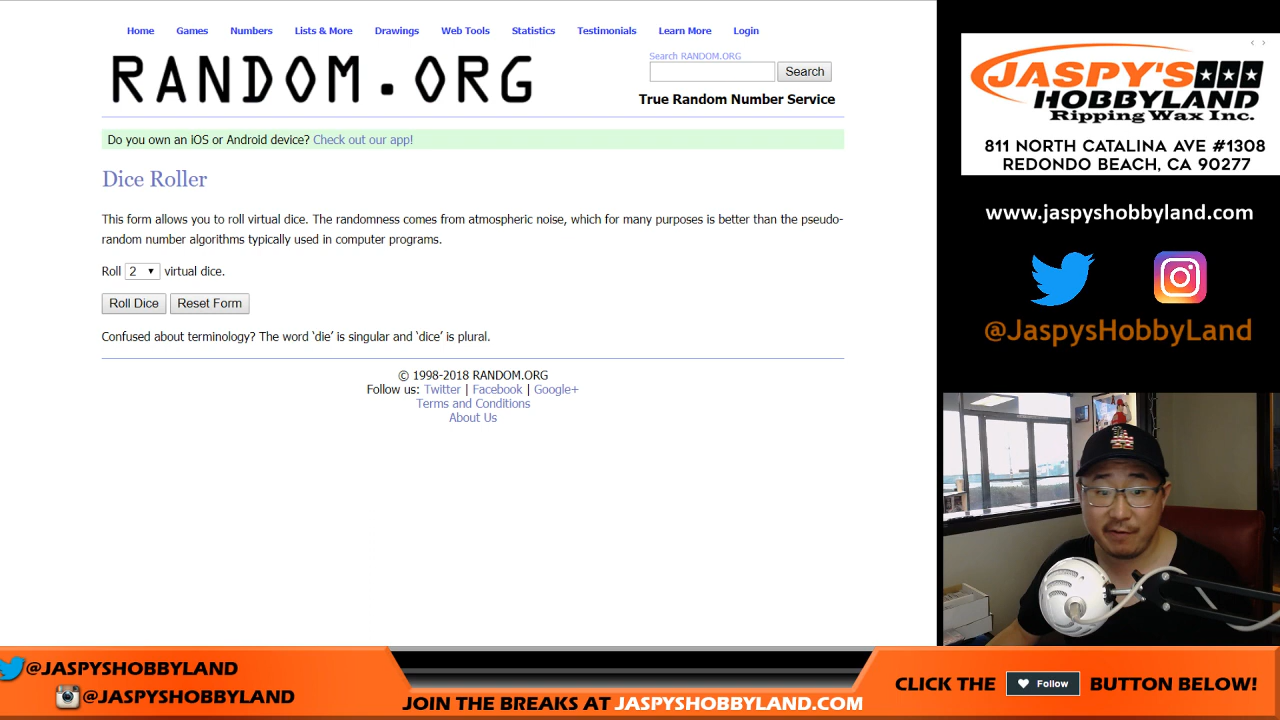 Home Games Numbers Lists & More Drawings Web Tools Statistics Testimonials Learn More Login
RANDOM.ORG
Search RANDOM.ORG
Search
True Random Number Service
Do you own an iOS or Android device? Check out our app!
Dice Roller
This form allows you to roll virtual dice. The randomness comes from atmospheric noise, which for many purposes is better than the pseudo-
random number algorithms typically used in computer programs.
Roll 2 virtual dice.
Roll Dice Reset Form
Confused about terminology? The word ‘die’ is singular and ‘dice’ is plural.
© 1998-2018 RANDOM.ORG
Follow us: Twitter | Facebook | Google+
Terms and Conditions
About Us
JASPY'S
HOBBYLAND
Ripping Wax Inc.
811 NORTH CATALINA AVE #1308
REDONDO BEACH, CA 90277
www.jaspyshobbyland.com
@JaspysHobbyLand
@JASPYSHOBBYLAND
@JASPYSHOBBYLAND
JOIN THE BREAKS AT JASPYSHOBBYLAND.COM
CLICK THE Follow BUTTON BELOW!